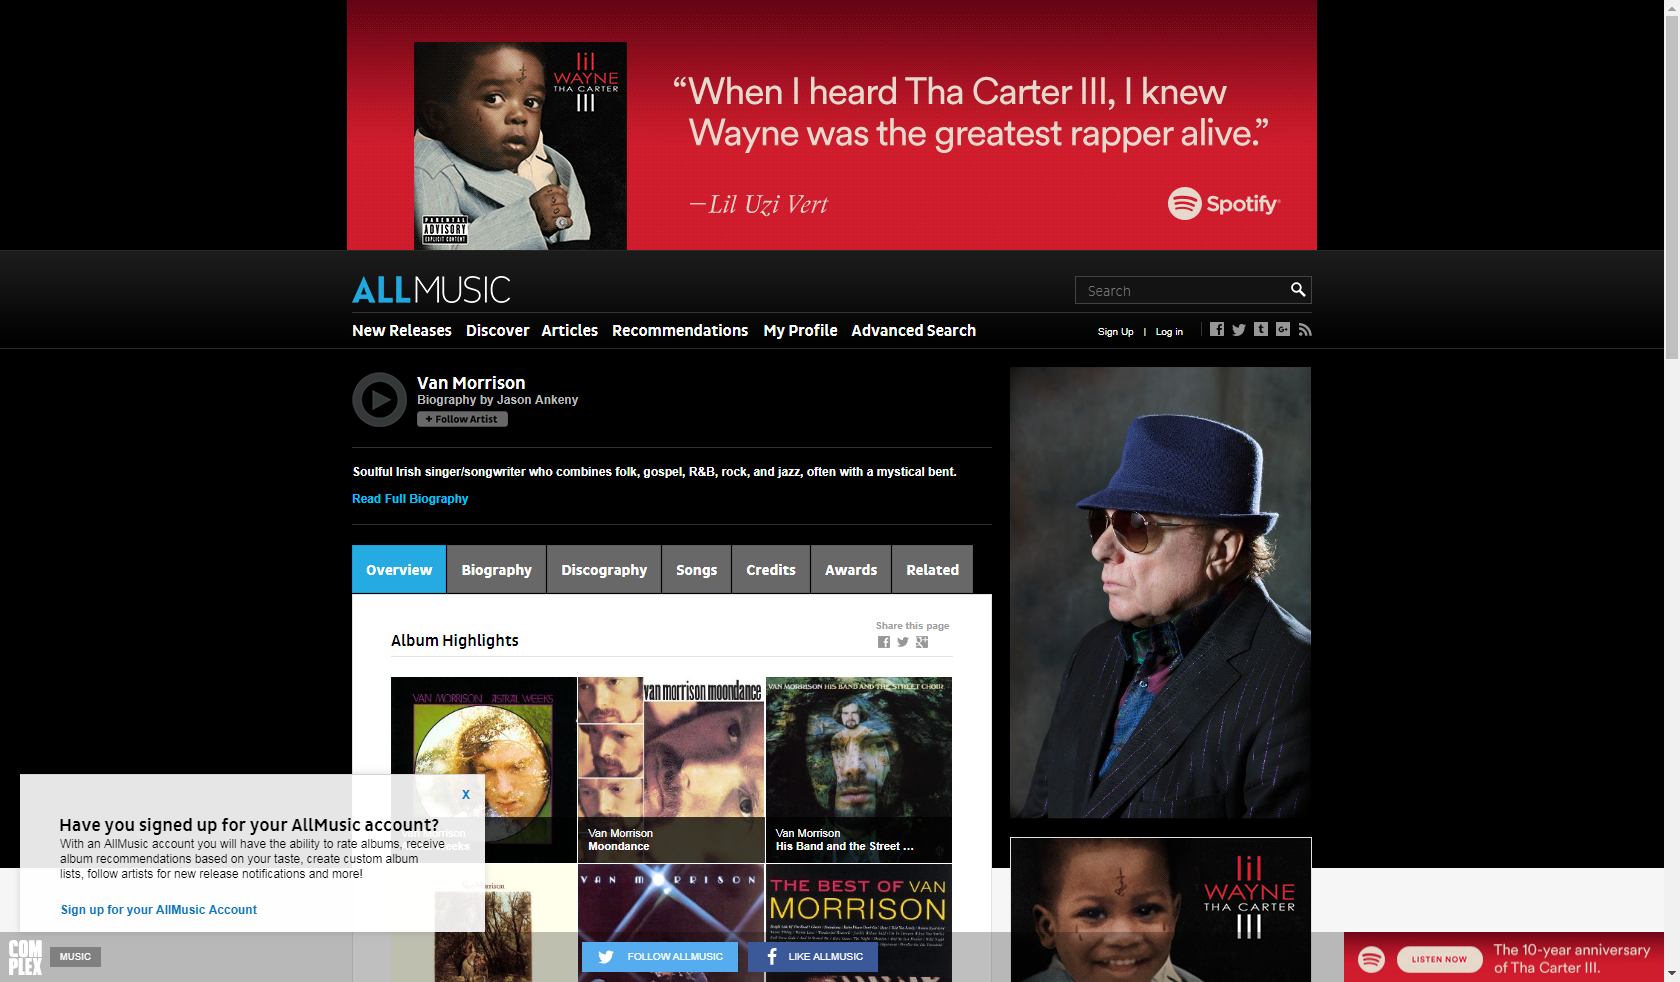 lil
WAYNE
THA CARTER
III
PARENTAL
ADVISORY
EXPLICIT CONTENT
“When I heard Tha Carter III, I knew
Wayne was the greatest rapper alive.”
—Lil Uzi Vert
Spotify
ALLMUSIC
Search
New Releases Discover Articles Recommendations My Profile Advanced Search
Sign Up | Log in
Van Morrison
Biography by Jason Ankeny
+ Follow Artist
Soulful Irish singer/songwriter who combines folk, gospel, R&B, rock, and jazz, often with a mystical bent.
Read Full Biography
Overview Biography Discography Songs Credits Awards Related
Share this page
Album Highlights
VAN MORRISON ASTRAL WEEKS
van morrison moondance
VAN MORRISON HIS BAND AND THE STREET CHOIR
Van Morrison
Moondance
Van Morrison
His Band and the Street ...
X
Have you signed up for your AllMusic account?
With an AllMusic account you will have the ability to rate albums, receive
album recommendations based on your taste, create custom album
lists, follow artists for new release notifications and more!
Sign up for your AllMusic Account
Van Morrison
VAN MORRISON
THE BEST OF VAN
MORRISON
lil
WAYNE
THA CARTER
III
COM
PLEX
MUSIC
FOLLOW ALLMUSIC
LIKE ALLMUSIC
LISTEN NOW
The 10-year anniversary
of Tha Carter III.